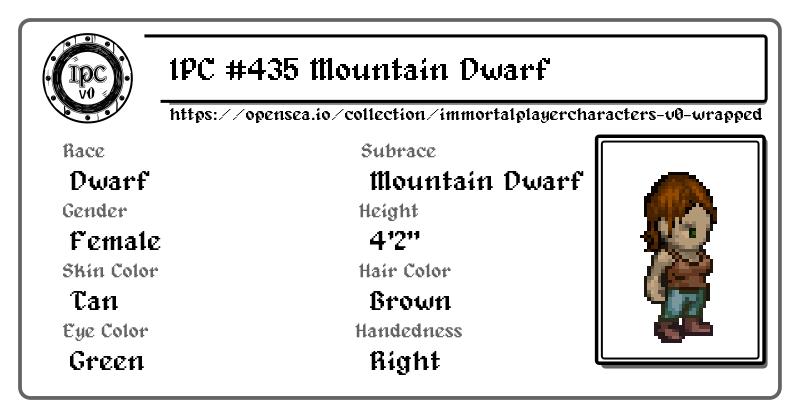 IPC
v0
IPC #435 Mountain Dwarf
https://opensea.io/collection/immortalplayercharacters-v0-wrapped
Race
Dwarf
Subrace
Mountain Dwarf
Gender
Female
Height
4'2"
Skin Color
Tan
Hair Color
Brown
Eye Color
Green
Handedness
Right